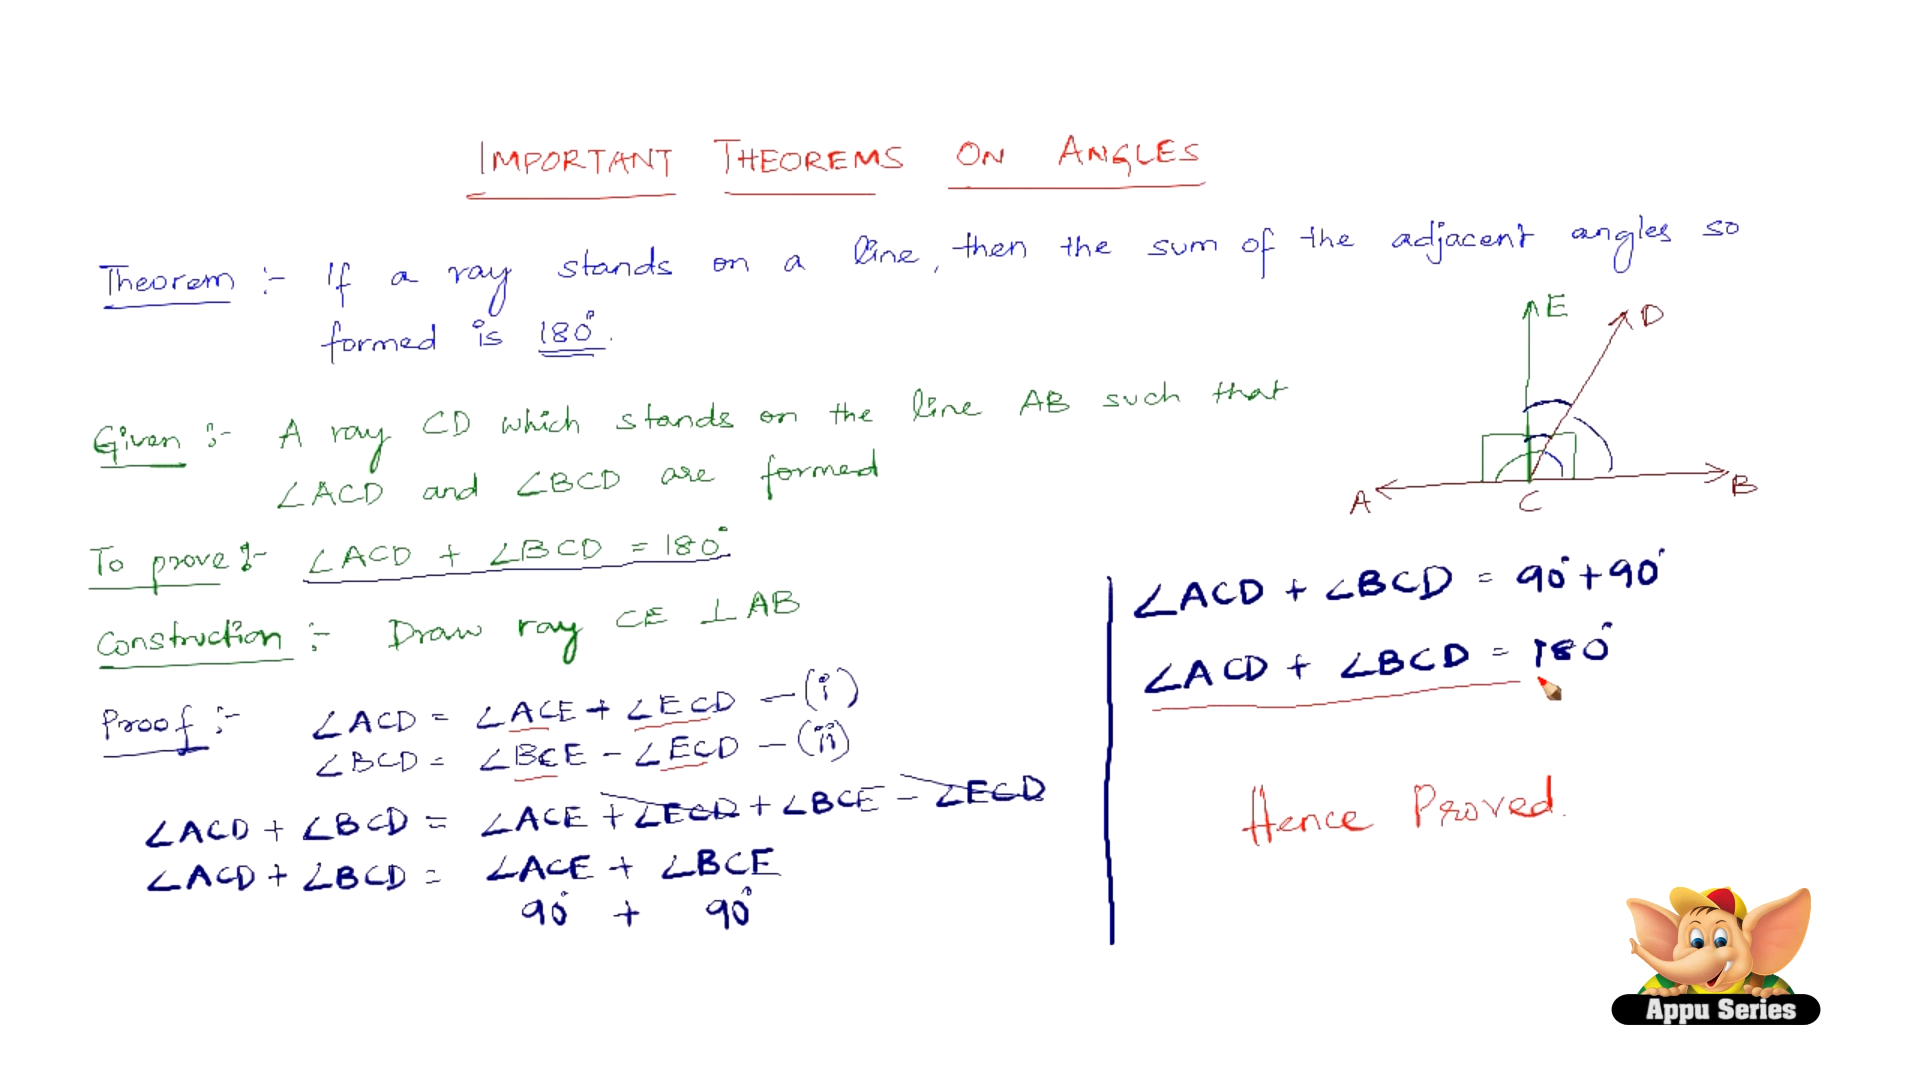 IMPORTANT THEOREMS ON ANGLES
Theorem :- If a ray stands on a line, then the sum of the adjacent angles so
formed is 180°.
Given :- A ray CD which stands on the line AB such that
∠ACD and ∠BCD are formed
To prove :- ∠ACD + ∠BCD = 180°
Construction :- Draw ray CE ⊥ AB
Proof :- ∠ACD = ∠ACE + ∠ECD — (i)
∠BCD = ∠BCE - ∠ECD — (ii)
∠ACD + ∠BCD = ∠ACE + ∠ECD + ∠BCE - ∠ECD
∠ACD + ∠BCD = ∠ACE + ∠BCE
90° + 90°
E
D
A
C
B
∠ACD + ∠BCD = 90° + 90°
∠ACD + ∠BCD = 180°
Hence Proved.
Appu Series